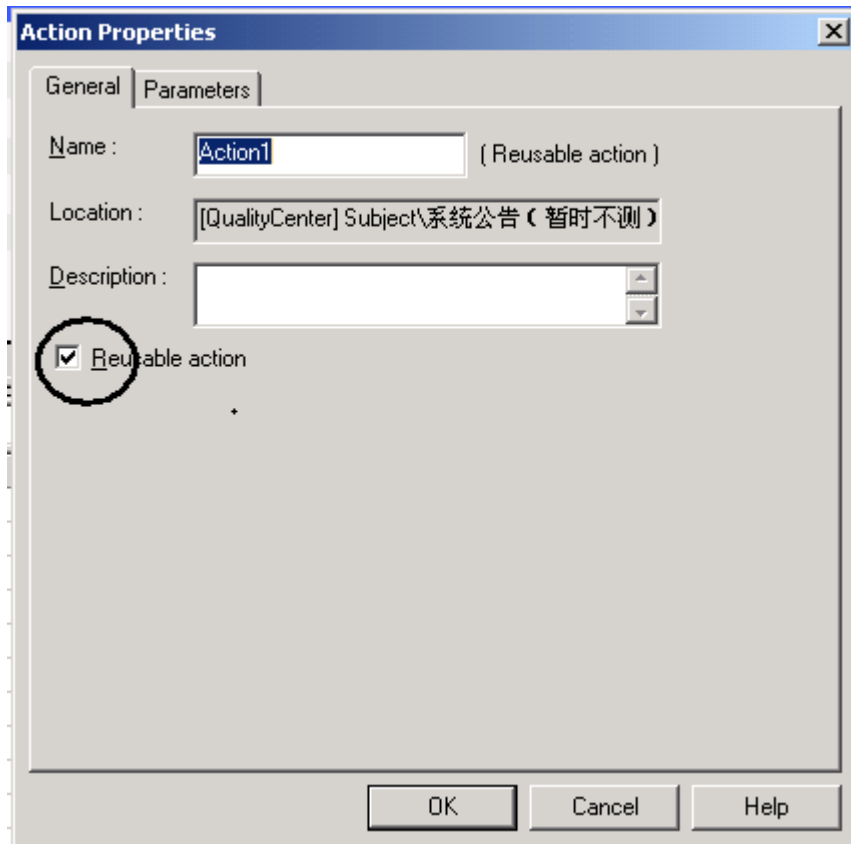 Action Properties
General Parameters
Name : Action1 ( Reusable action )
Location : [QualityCenter] Subject\系统公告（暂时不测）
Description :
Reusable action
OK Cancel Help